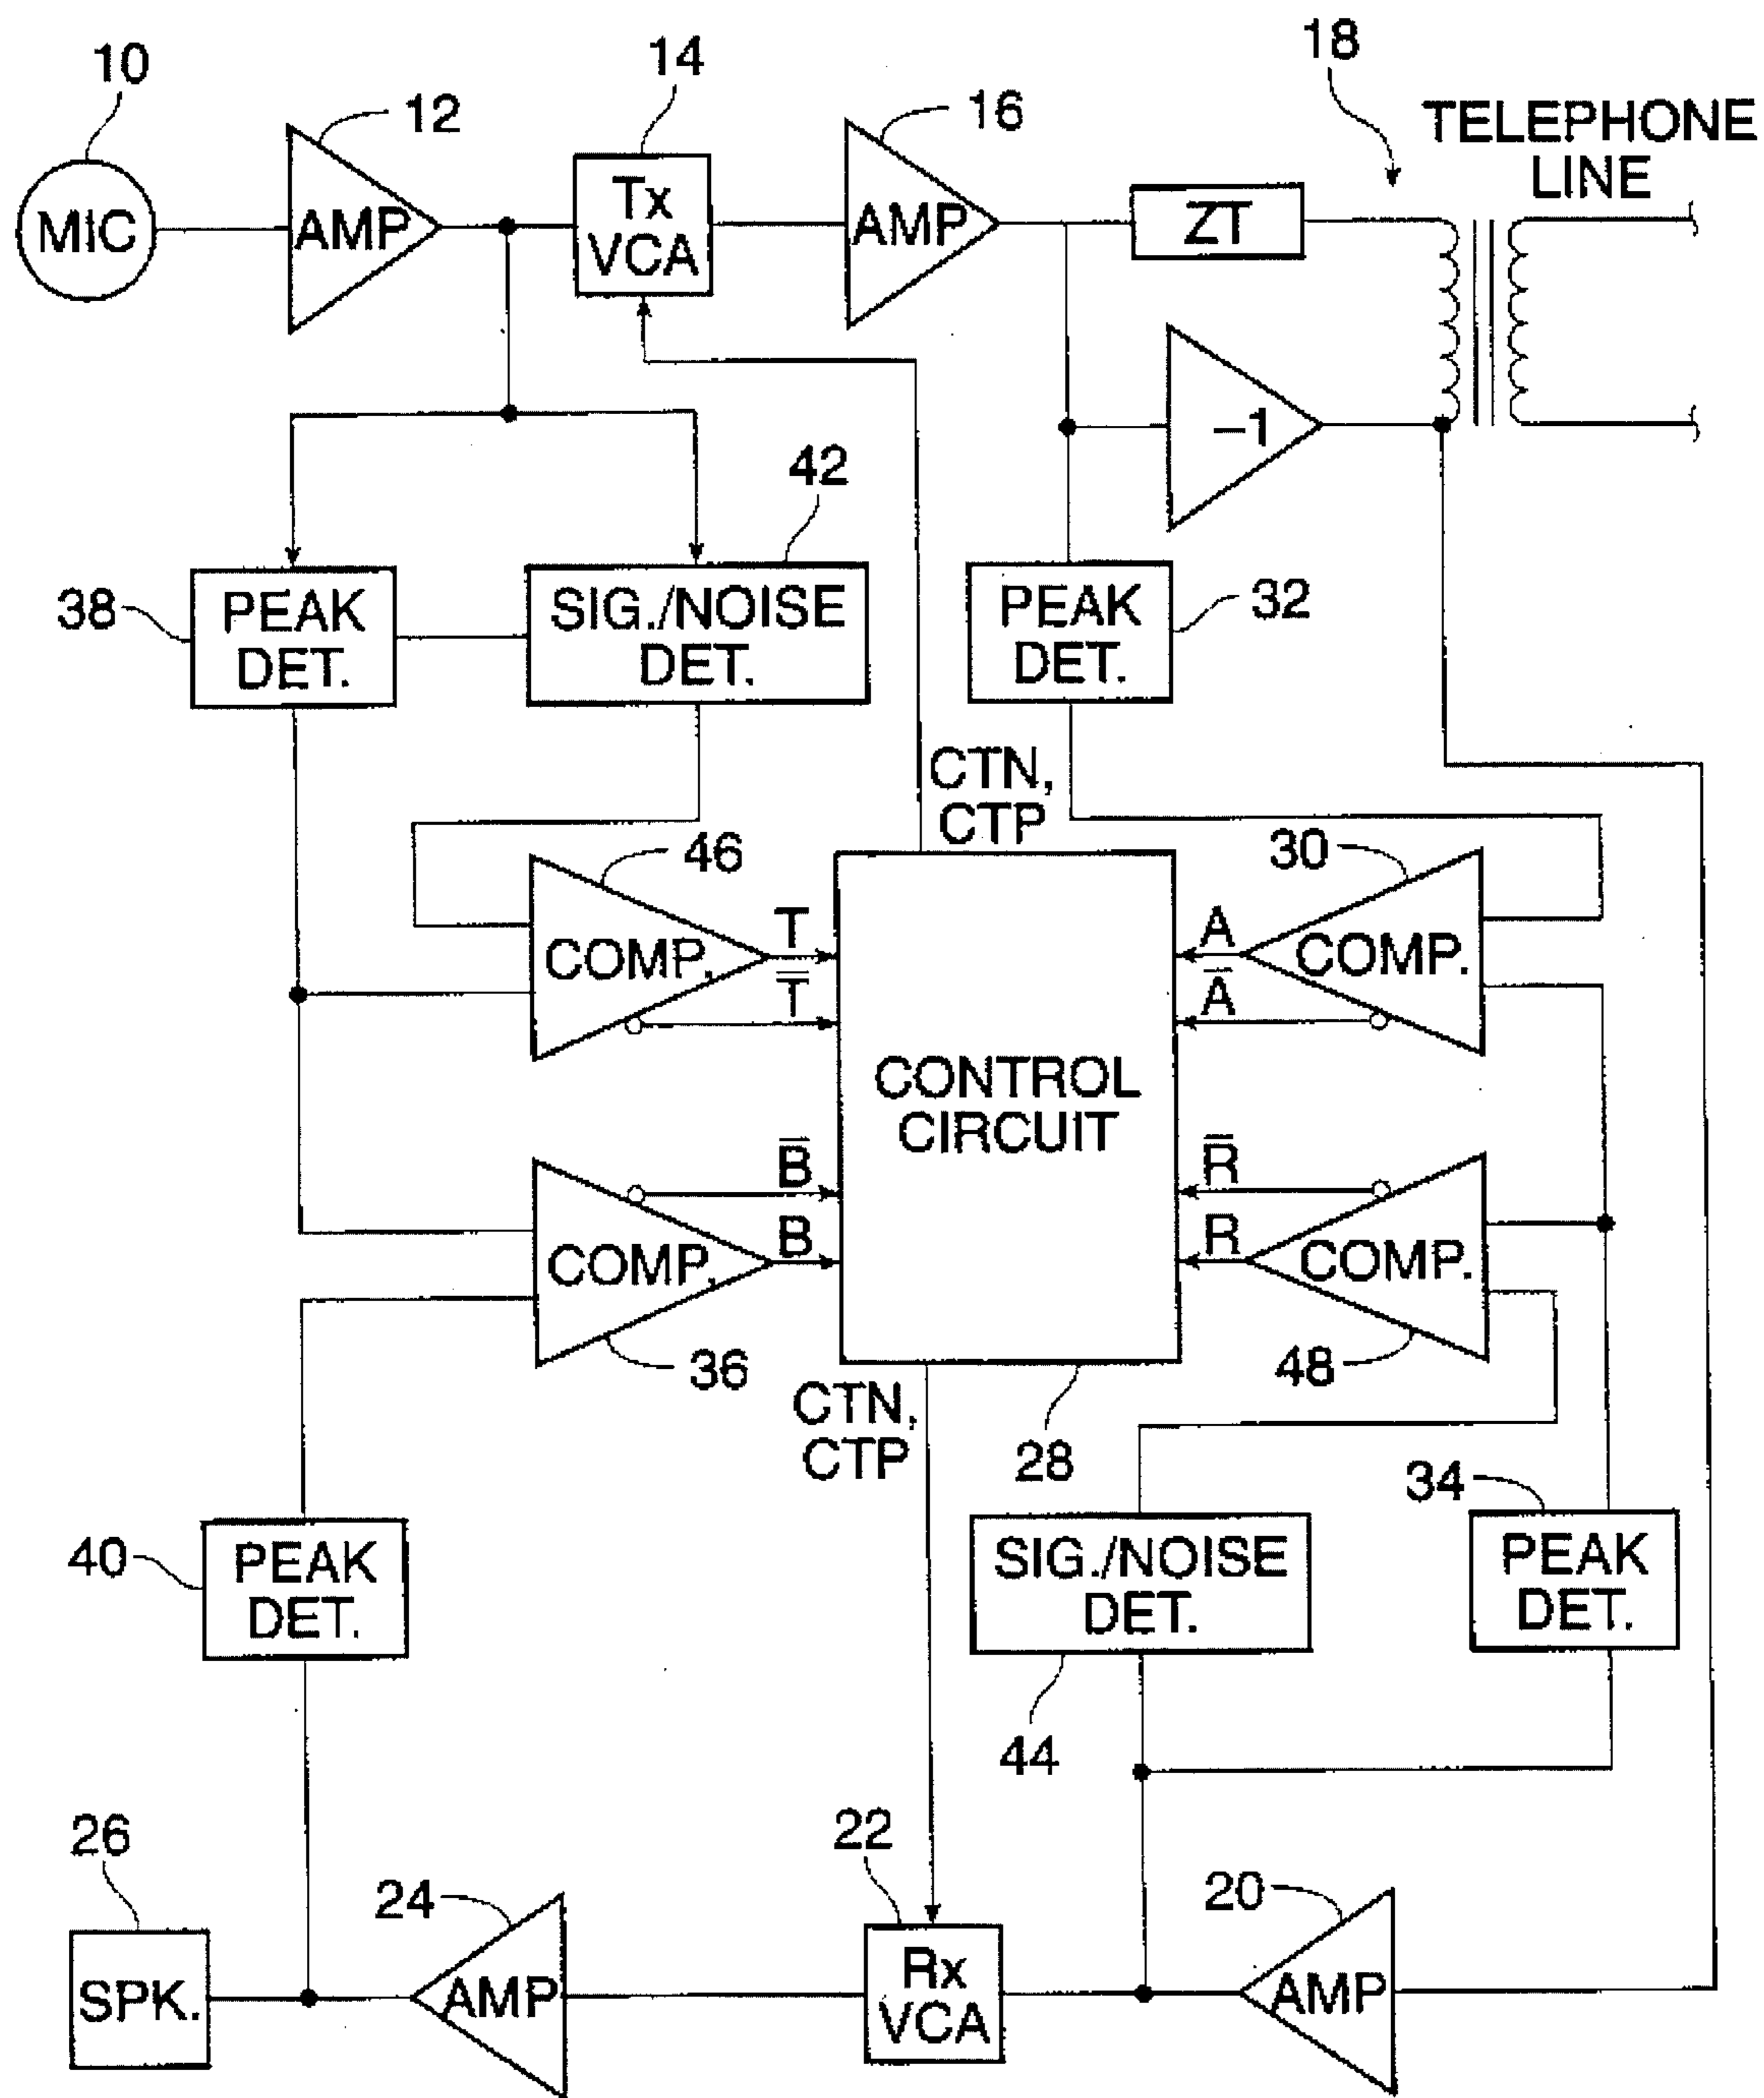 10
12
14
16
18
TELEPHONE
LINE
MIC
AMP
Tx
VCA
AMP
ZT
–1
42
38
PEAK
DET.
SIG./NOISE
DET.
PEAK
DET.
32
CTN,
CTP
46
30
COMP.
T
T̅
A
A̅
COMP.
CONTROL
CIRCUIT
COMP.
B̅
B
R̅
R
COMP.
36
48
CTN,
CTP
28
34
40
PEAK
DET.
SIG./NOISE
DET.
PEAK
DET.
44
26
24
22
20
SPK.
AMP
Rx
VCA
AMP